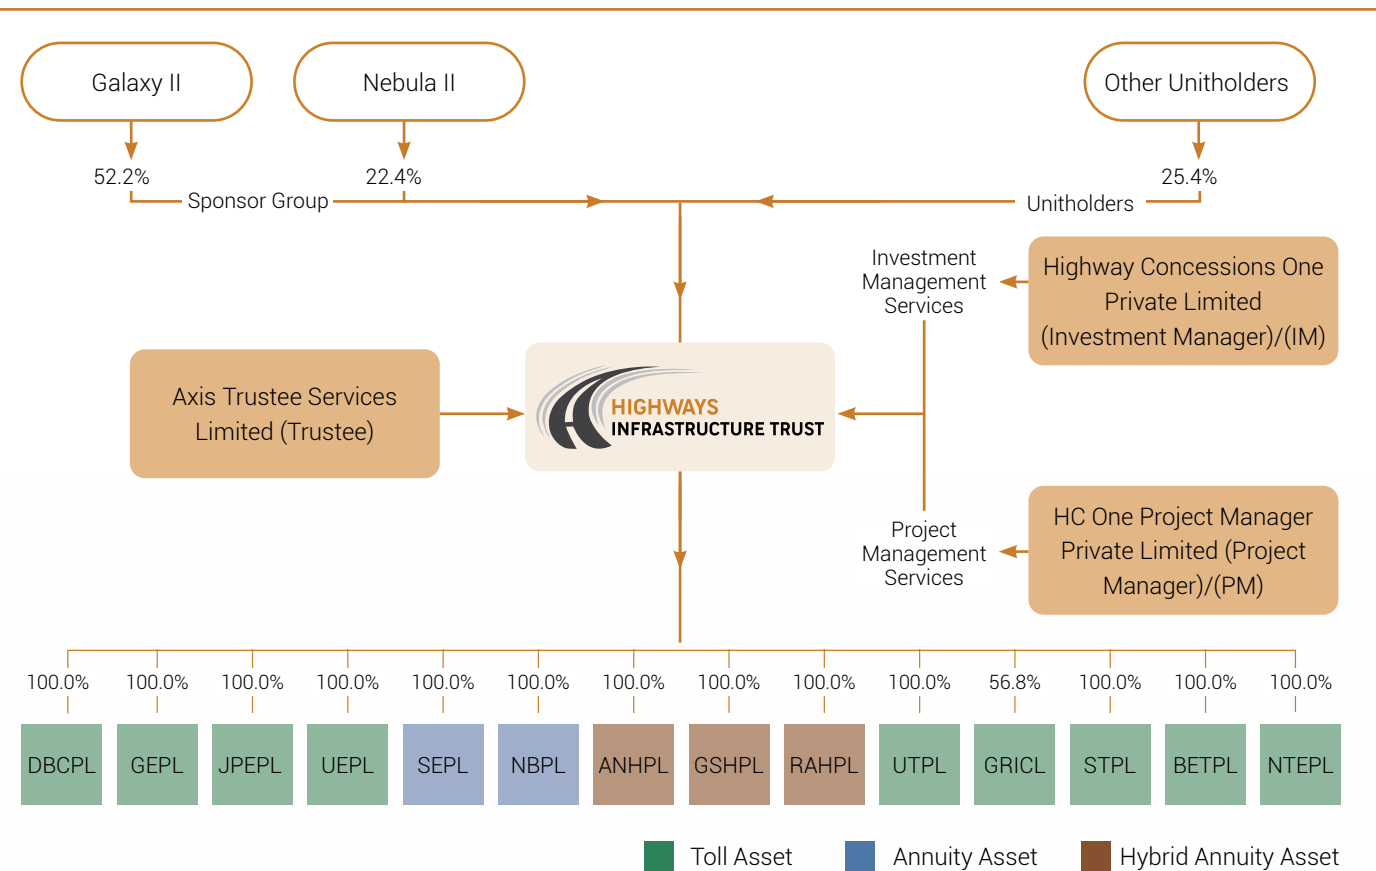 Galaxy II
Nebula II
Other Unitholders
52.2%
22.4%
25.4%
Sponsor Group
Unitholders
Investment
Management
Services
Highway Concessions One
Private Limited
(Investment Manager)/(IM)
Axis Trustee Services
Limited (Trustee)
HIGHWAYS
INFRASTRUCTURE TRUST
Project
Management
Services
HC One Project Manager
Private Limited (Project
Manager)/(PM)
100.0% 100.0% 100.0% 100.0% 100.0% 100.0% 100.0% 100.0% 100.0% 100.0% 56.8% 100.0% 100.0% 100.0%
DBCPL GEPL JPEPL UEPL SEPL NBPL ANHPL GSHPL RAHPL UTPL GRICL STPL BETPL NTEPL
Toll Asset Annuity Asset Hybrid Annuity Asset